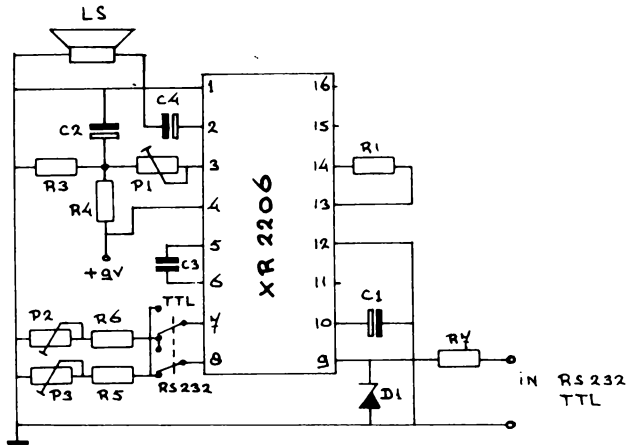 LS
C2
C4
R3
P1
R4
+9V
C3
TTL
P2
R6
P3
R5
RS232
XR 2206
1
2
3
4
5
6
7
8
16
15
14
13
12
11
10
9
R1
C1
R7
D1
iN RS232
TTL